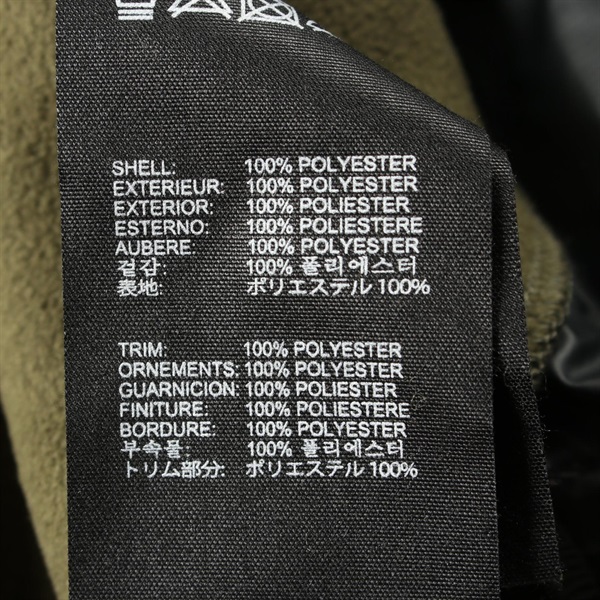 SHELL: 100% POLYESTER
EXTERIEUR: 100% POLYESTER
EXTERIOR: 100% POLIESTER
ESTERNO: 100% POLIESTERE
AUBERE: 100% POLYESTER
겉감: 100% 폴리에스터
表地: ポリエステル 100%
TRIM: 100% POLYESTER
ORNEMENTS: 100% POLYESTER
GUARNICION: 100% POLIESTER
FINITURE: 100% POLIESTERE
BORDURE: 100% POLYESTER
부속물: 100% 폴리에스터
トリム部分: ポリエステル 100%